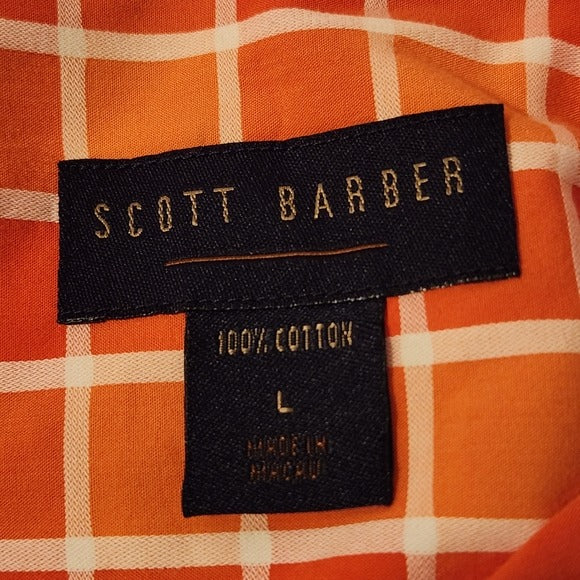 SCOTT BARBER
100% COTTON
L
MADE IN
MACAU